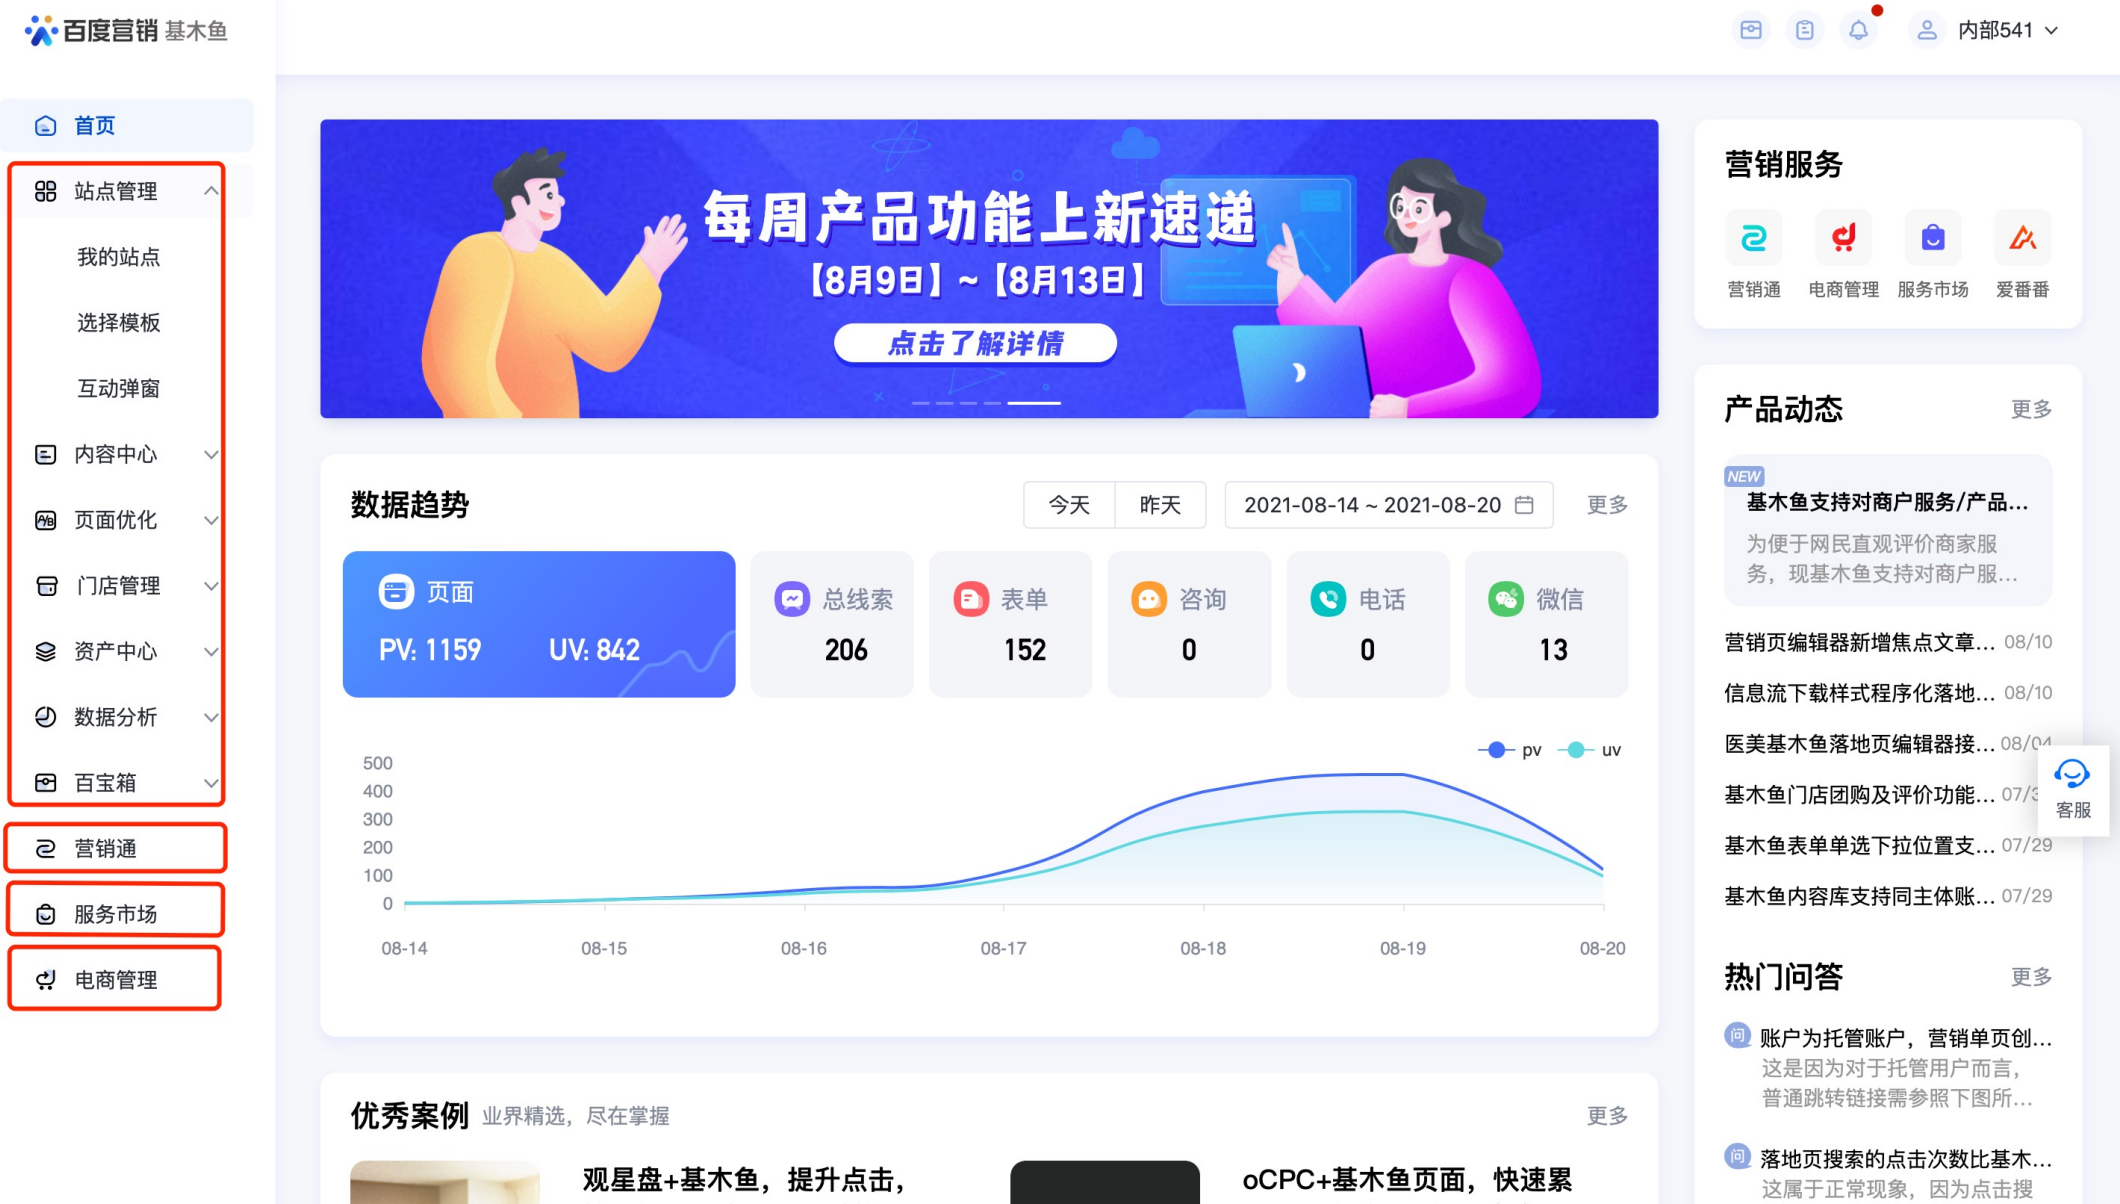 百度营销 基木鱼
内部541
首页
站点管理
我的站点
选择模板
互动弹窗
内容中心
页面优化
门店管理
资产中心
数据分析
百宝箱
营销通
服务市场
电商管理
每周产品功能上新速递
【8月9日】~【8月13日】
点击了解详情
数据趋势
今天
昨天
2021-08-14 ~ 2021-08-20
更多
页面
PV: 1159 UV: 842
总线索
206
表单
152
咨询
0
电话
0
微信
13
pv uv
500
400
300
200
100
0
08-14 08-15 08-16 08-17 08-18 08-19 08-20
优秀案例 业界精选，尽在掌握 更多
观星盘+基木鱼，提升点击，
oCPC+基木鱼页面，快速累
营销服务
营销通 电商管理 服务市场 爱番番
产品动态 更多
NEW
基木鱼支持对商户服务/产品...
为便于网民直观评价商家服
务，现基木鱼支持对商户服...
营销页编辑器新增焦点文章... 08/10
信息流下载样式程序化落地... 08/10
医美基木鱼落地页编辑器接... 08/04
基木鱼门店团购及评价功能... 07/3
基木鱼表单单选下拉位置支... 07/29
基木鱼内容库支持同主体账... 07/29
客服
热门问答 更多
问 账户为托管账户，营销单页创...
这是因为对于托管用户而言，
普通跳转链接需参照下图所...
问 落地页搜索的点击次数比基木...
这属于正常现象，因为点击搜